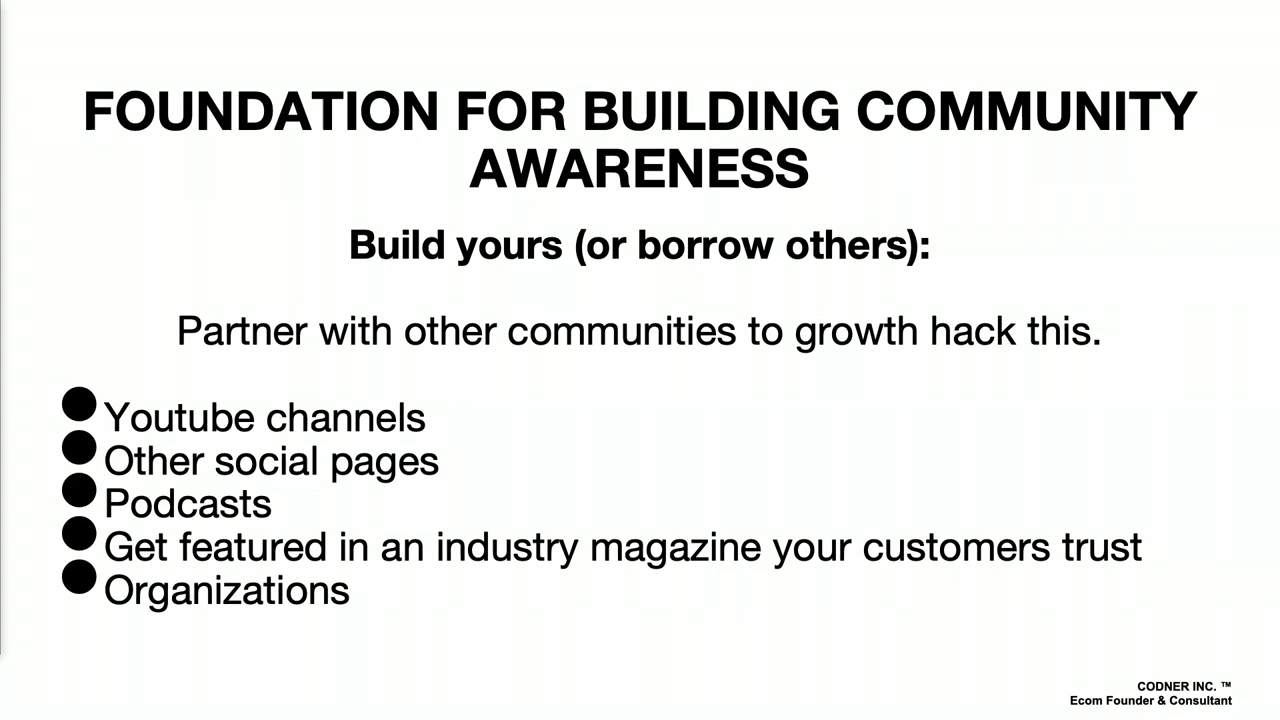 FOUNDATION FOR BUILDING COMMUNITY
AWARENESS
Build yours (or borrow others):
Partner with other communities to growth hack this.
Youtube channels
Other social pages
Podcasts
Get featured in an industry magazine your customers trust
Organizations
CODNER INC. ™
Ecom Founder & Consultant